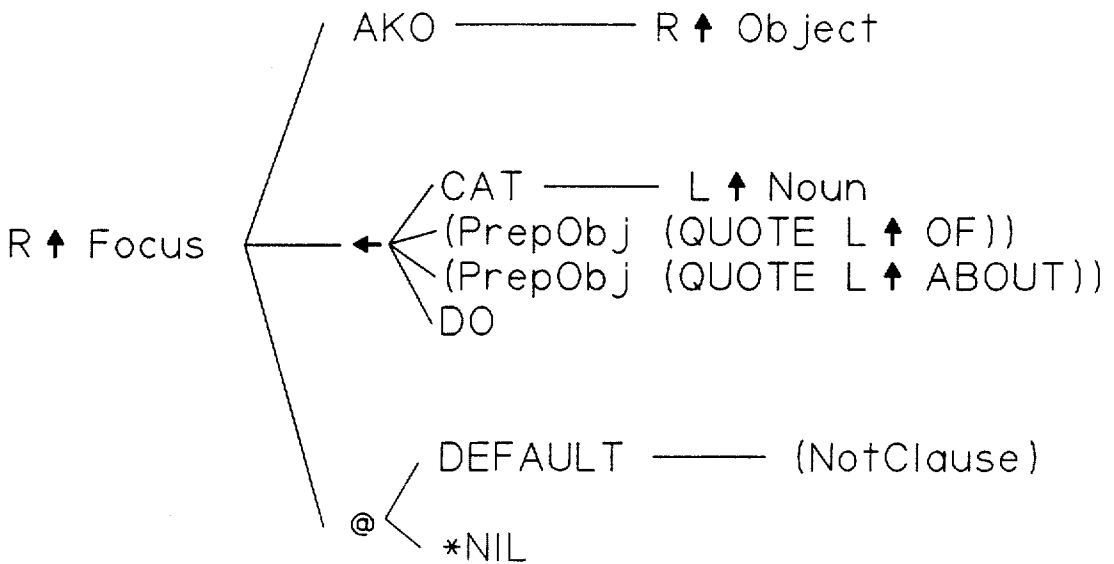 AKO R ↑ Object
CAT L ↑ Noun
(PrepObj (QUOTE L ↑ OF))
R ↑ Focus ←
(PrepObj (QUOTE L ↑ ABOUT))
DO
DEFAULT (NotClause)
@
*NIL